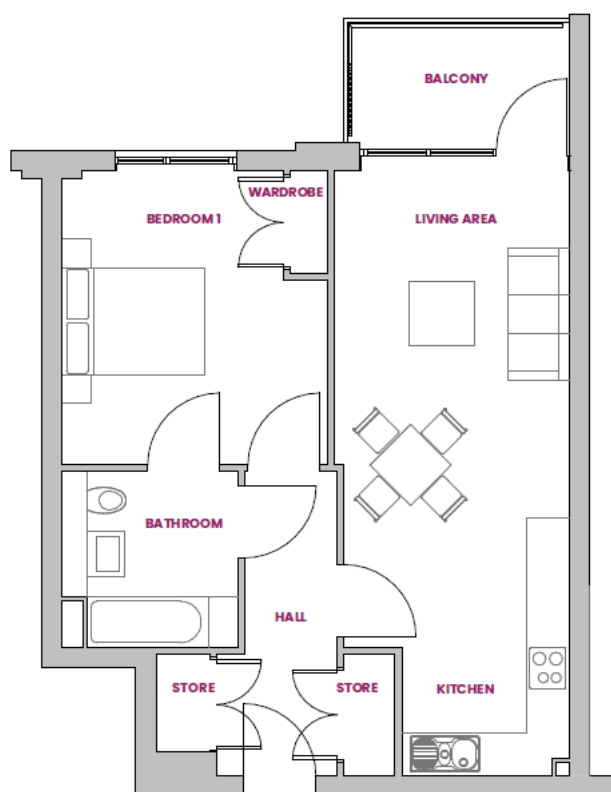 BALCONY
WARDROBE
BEDROOM 1
LIVING AREA
BATHROOM
HALL
STORE
STORE
KITCHEN